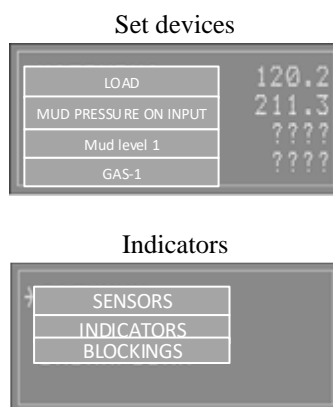 Set devices
LOAD 120.2
MUD PRESSURE ON INPUT 211.3
Mud level 1 ????
GAS-1 ????
Indicators
* SENSORS
INDICATORS
BLOCKINGS